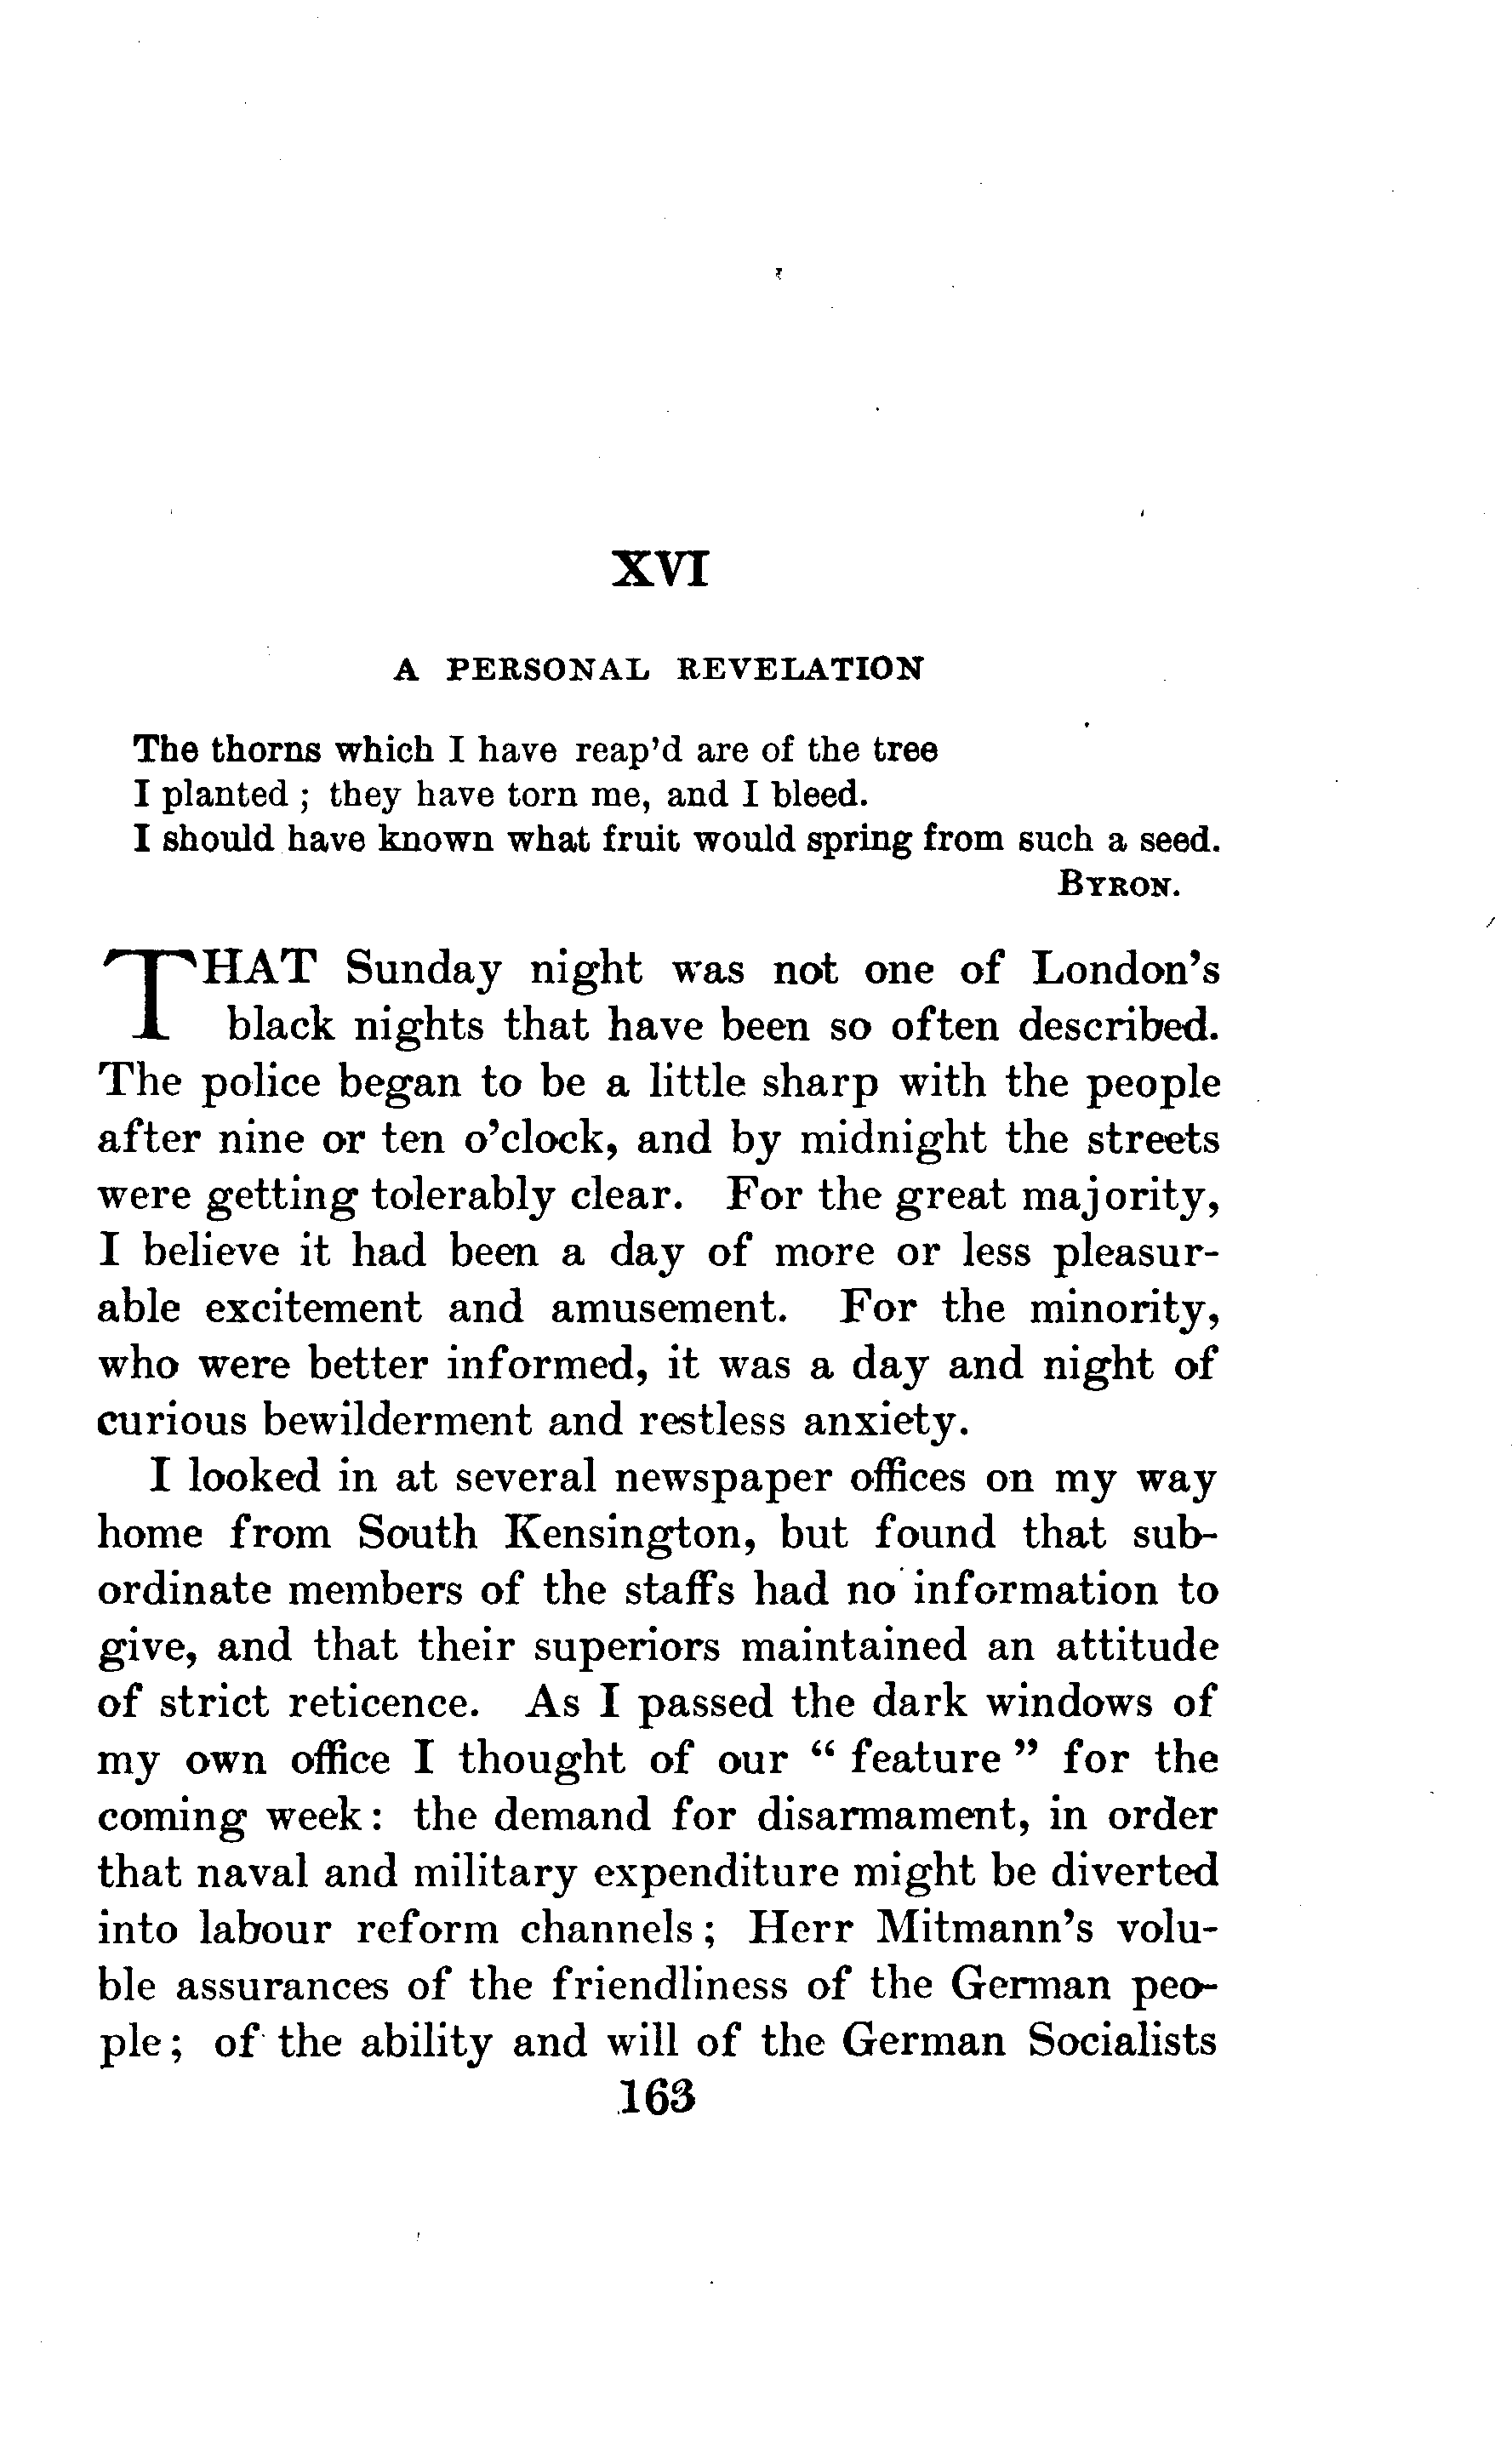 XVI
A PERSONAL REVELATION
The thorns which I have reap'd are of the tree
I planted ; they have torn me, and I bleed.
I should have known what fruit would spring from such a seed.
BYRON.
THAT Sunday night was not one of London's
black nights that have been so often described.
The police began to be a little sharp with the people
after nine or ten o'clock, and by midnight the streets
were getting tolerably clear. For the great majority,
I believe it had been a day of more or less pleasur-
able excitement and amusement. For the minority,
who were better informed, it was a day and night of
curious bewilderment and restless anxiety.
I looked in at several newspaper offices on my way
home from South Kensington, but found that sub-
ordinate members of the staffs had no information to
give, and that their superiors maintained an attitude
of strict reticence. As I passed the dark windows of
my own office I thought of our “ feature ” for the
coming week: the demand for disarmament, in order
that naval and military expenditure might be diverted
into labour reform channels; Herr Mitmann's volu-
ble assurances of the friendliness of the German peo-
ple; of the ability and will of the German Socialists
163